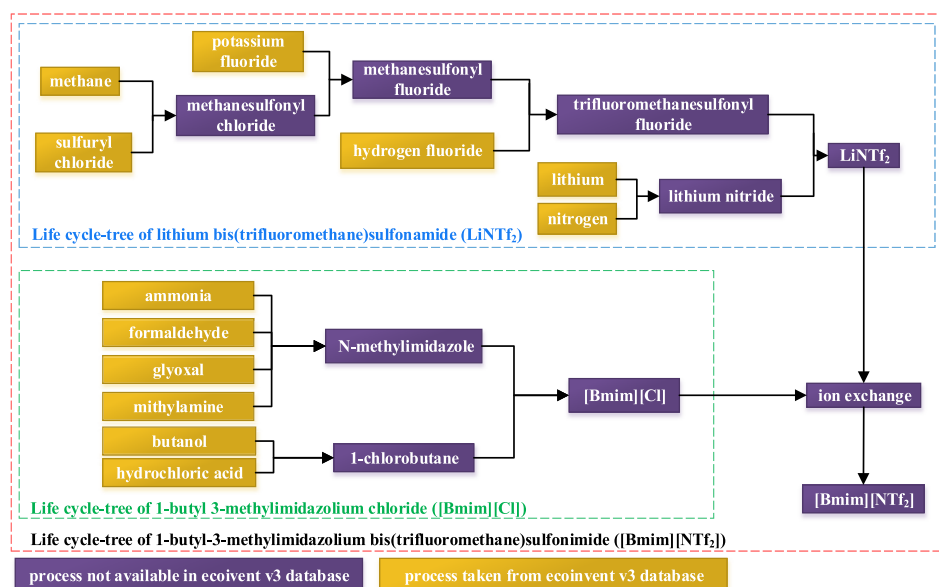 potassium
fluoride
methane
methanesulfonyl
fluoride
methanesulfonyl
chloride
trifluoromethanesulfonyl
fluoride
sulfuryl
chloride
hydrogen fluoride
LiNTf₂
lithium
lithium nitride
nitrogen
Life cycle-tree of lithium bis(trifluoromethane)sulfonamide (LiNTf₂)
ammonia
formaldehyde
N-methylimidazole
glyoxal
mithylamine
[Bmim][Cl]
ion exchange
butanol
1-chlorobutane
hydrochloric acid
[Bmim][NTf₂]
Life cycle-tree of 1-butyl 3-methylimidazolium chloride ([Bmim][Cl])
Life cycle-tree of 1-butyl-3-methylimidazolium bis(trifluoromethane)sulfonimide ([Bmim][NTf₂])
process not available in ecoivent v3 database
process taken from ecoinvent v3 database